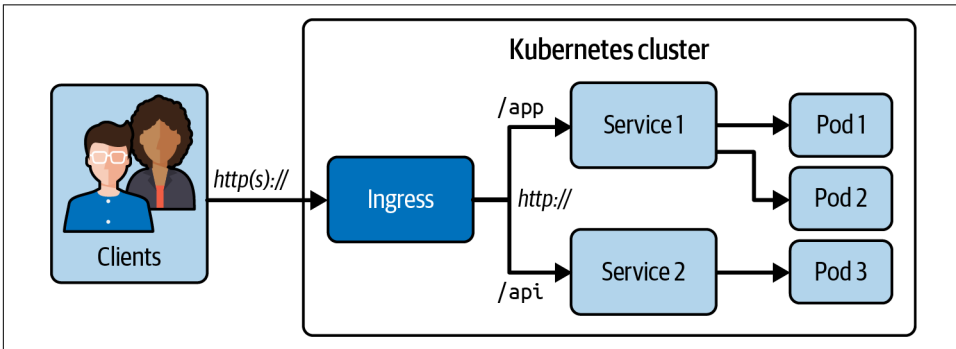 Kubernetes cluster
/app
Service 1
Pod 1
http(s)://
Ingress
http://
Pod 2
Clients
/api
Service 2
Pod 3